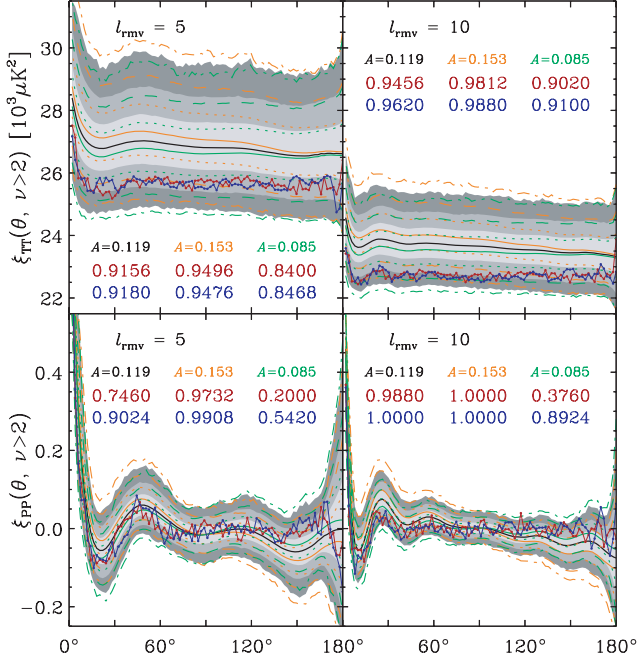 l_rmv = 5
30
28
26
24
22
ξ_TT(θ, ν>2) [10³μK²]
A=0.119 A=0.153 A=0.085
0.9156 0.9496 0.8400
0.9180 0.9476 0.8468
l_rmv = 10
A=0.119 A=0.153 A=0.085
0.9456 0.9812 0.9020
0.9620 0.9880 0.9100
l_rmv = 5
A=0.119 A=0.153 A=0.085
0.7460 0.9732 0.2000
0.9024 0.9908 0.5420
0.4
0.2
0.0
−0.2
ξ_PP(θ, ν>2)
l_rmv = 10
A=0.119 A=0.153 A=0.085
0.9880 1.0000 0.3760
1.0000 1.0000 0.8924
0° 60° 120° 180° 60° 120° 180°